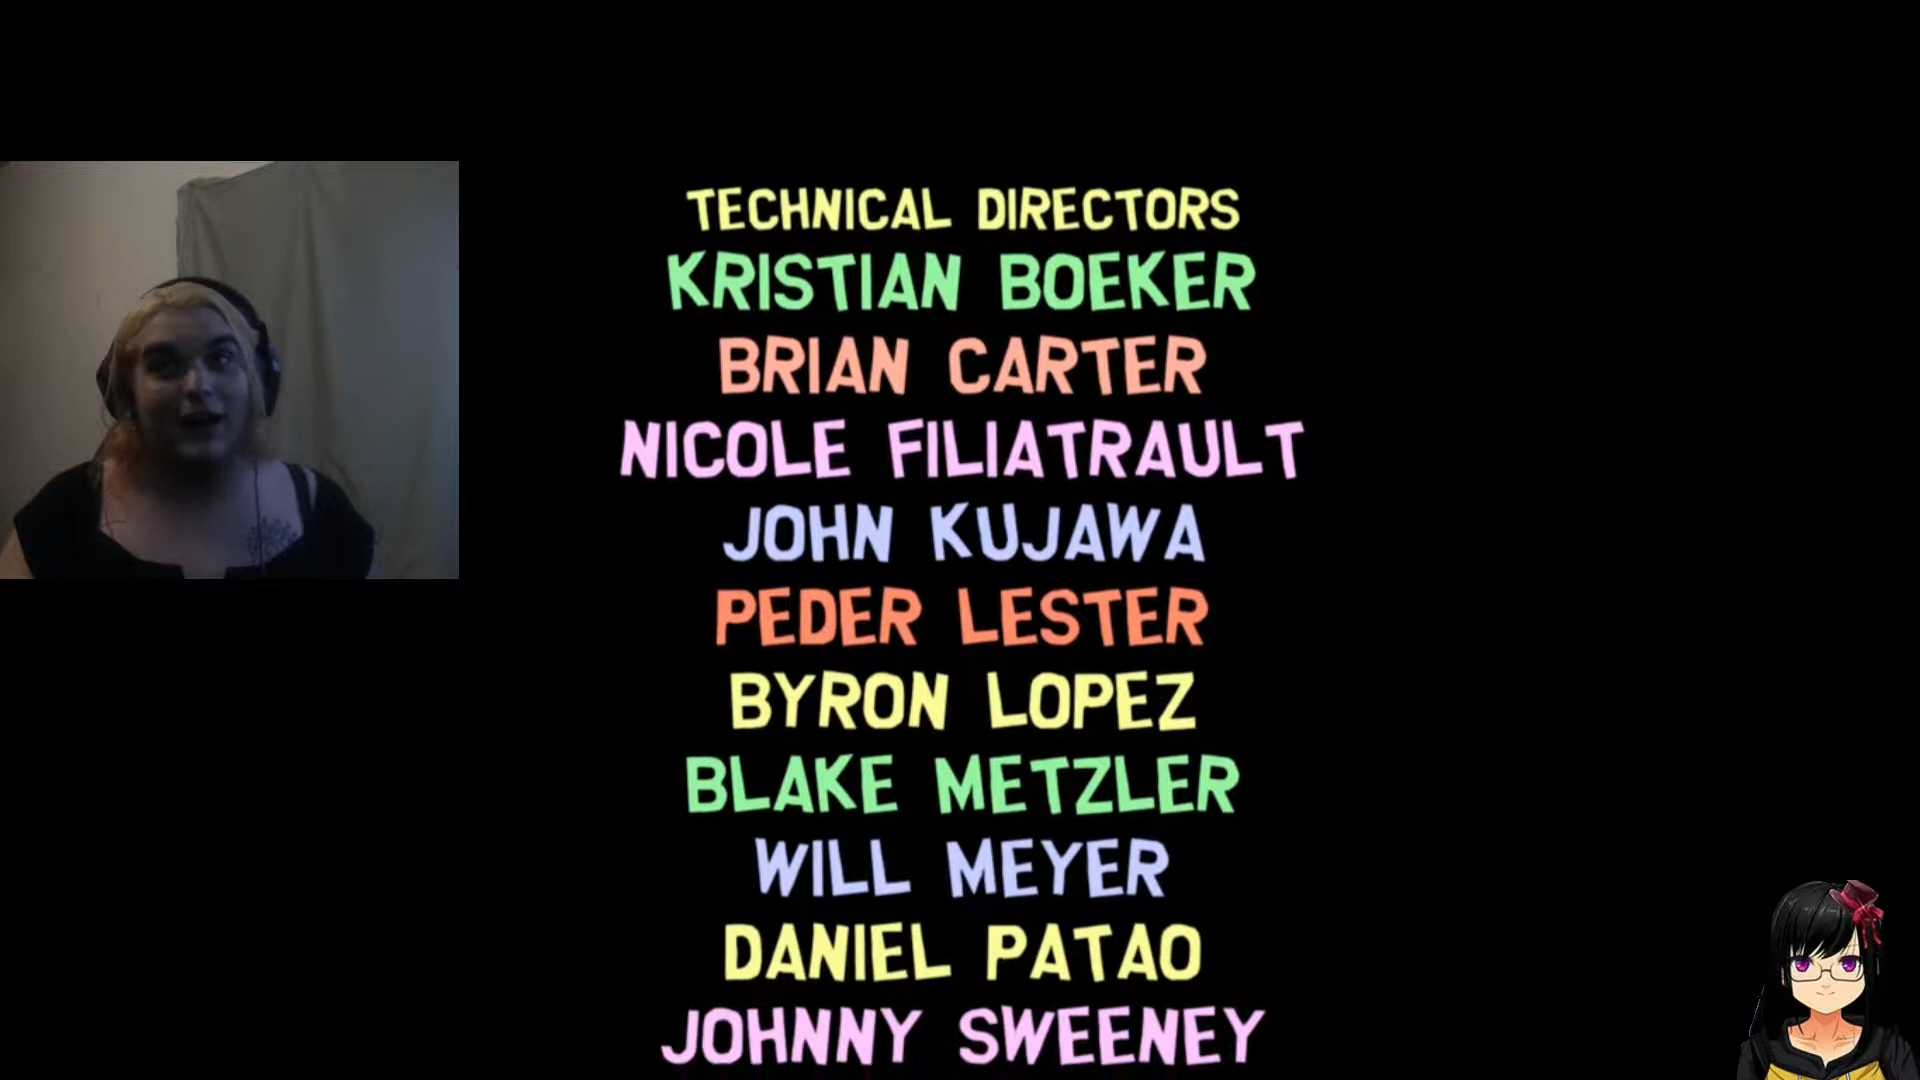 TECHNICAL DIRECTORS
KRISTIAN BOEKER
BRIAN CARTER
NICOLE FILIATRAULT
JOHN KUJAWA
PEDER LESTER
BYRON LOPEZ
BLAKE METZLER
WILL MEYER
DANIEL PATAO
JOHNNY SWEENEY